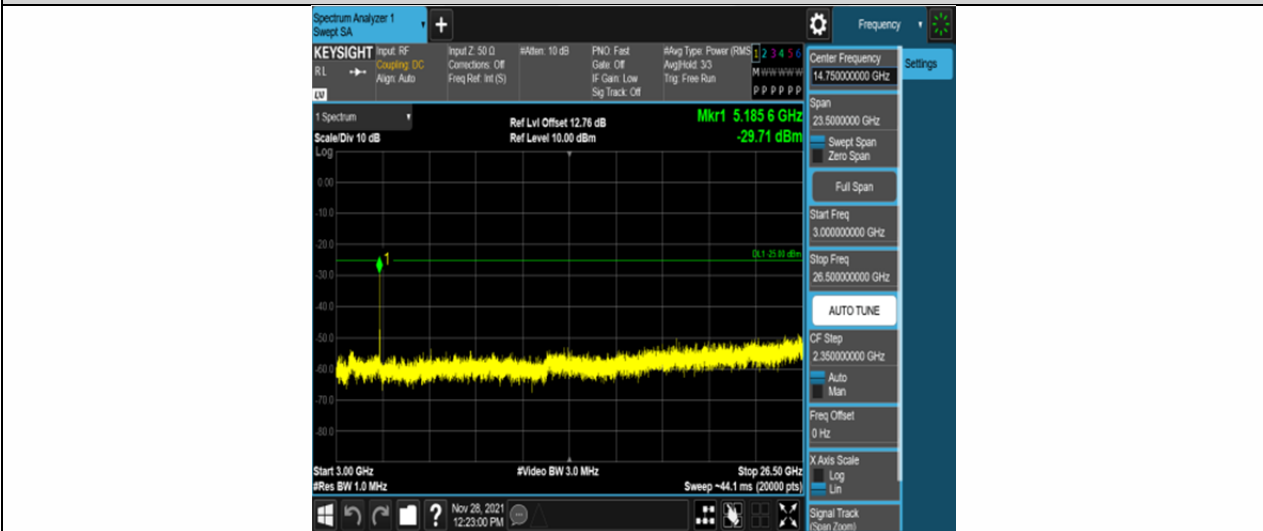 Spectrum Analyzer 1
Swept SA
+
Frequency
KEYSIGHT
RL
LV
Input: RF
Coupling: DC
Align: Auto
Input Z: 50 Ω
Corrections: Off
Freq Ref: Int (S)
#Atten: 10 dB
PNO: Fast
Gate: Off
IF Gain: Low
Sig Track: Off
#Avg Type: Power (RMS
Avg|Hold: 3/3
Trig: Free Run
1 2 3 4 5 6
M W W W W W
P P P P P P
1 Spectrum
Scale/Div 10 dB
Log
Ref Lvl Offset 12.76 dB
Ref Level 10.00 dBm
Mkr1 5.185 6 GHz
-29.71 dBm
0.00
-10.0
-20.0
DL1 -25.00 dBm
1
-30.0
-40.0
-50.0
-60.0
-70.0
-80.0
Start 3.00 GHz
#Res BW 1.0 MHz
#Video BW 3.0 MHz
Stop 26.50 GHz
Sweep ~44.1 ms (20000 pts)
Nov 28, 2021
12:23:00 PM
?
Center Frequency
14.750000000 GHz
Settings
Span
23.5000000 GHz
Swept Span
Zero Span
Full Span
Start Freq
3.000000000 GHz
Stop Freq
26.500000000 GHz
AUTO TUNE
CF Step
2.350000000 GHz
Auto
Man
Freq Offset
0 Hz
X Axis Scale
Log
Lin
Signal Track
(Span Zoom)